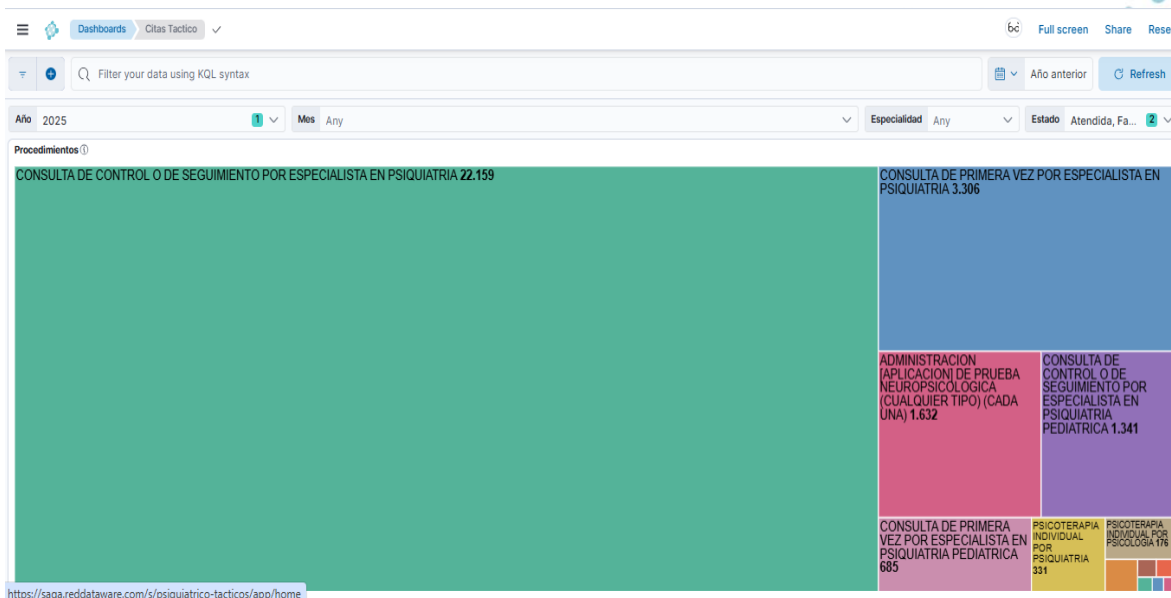 Dashboards Citas Tactico Full screen Share Rese
Filter your data using KQL syntax Año anterior Refresh
Año 2025 1 Mes Any Especialidad Any Estado Atendida, Fa... 2
Procedimientos
CONSULTA DE CONTROL O DE SEGUIMIENTO POR ESPECIALISTA EN PSIQUIATRIA 22.159
CONSULTA DE PRIMERA VEZ POR ESPECIALISTA EN
PSIQUIATRIA 3.306
ADMINISTRACION
[APLICACION] DE PRUEBA
NEUROPSICOLOGICA
(CUALQUIER TIPO) (CADA
UNA) 1.632
CONSULTA DE
CONTROL O DE
SEGUIMIENTO POR
ESPECIALISTA EN
PSIQUIATRIA
PEDIATRICA 1.341
CONSULTA DE PRIMERA
VEZ POR ESPECIALISTA EN
PSIQUIATRIA PEDIATRICA
685
PSICOTERAPIA
INDIVIDUAL
POR
PSIQUIATRIA
331
PSICOTERAPIA
INDIVIDUAL POR
PSICOLOGIA 176
https://saga.reddataware.com/s/psiquiatrico-tacticos/app/home